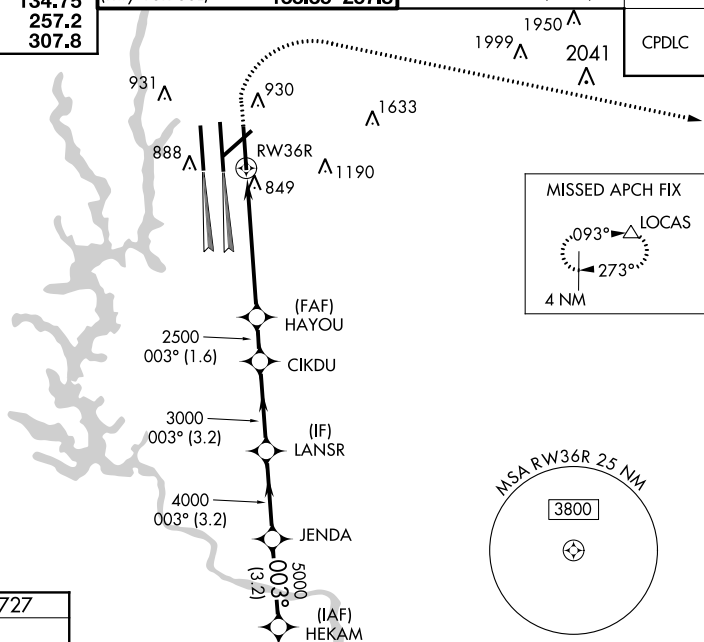 257.2
307.8
CPDLC
1950
1999
2041
931
930
1633
888
RW36R
1190
849
MISSED APCH FIX
LOCAS
093°
273°
4 NM
(FAF)
HAYOU
2500
003° (1.6)
CIKDU
3000
003° (3.2)
(IF)
LANSR
4000
003° (3.2)
JENDA
MSA RW36R 25 NM
3800
5000
003°
(3.2)
(IAF)
HEKAM
727